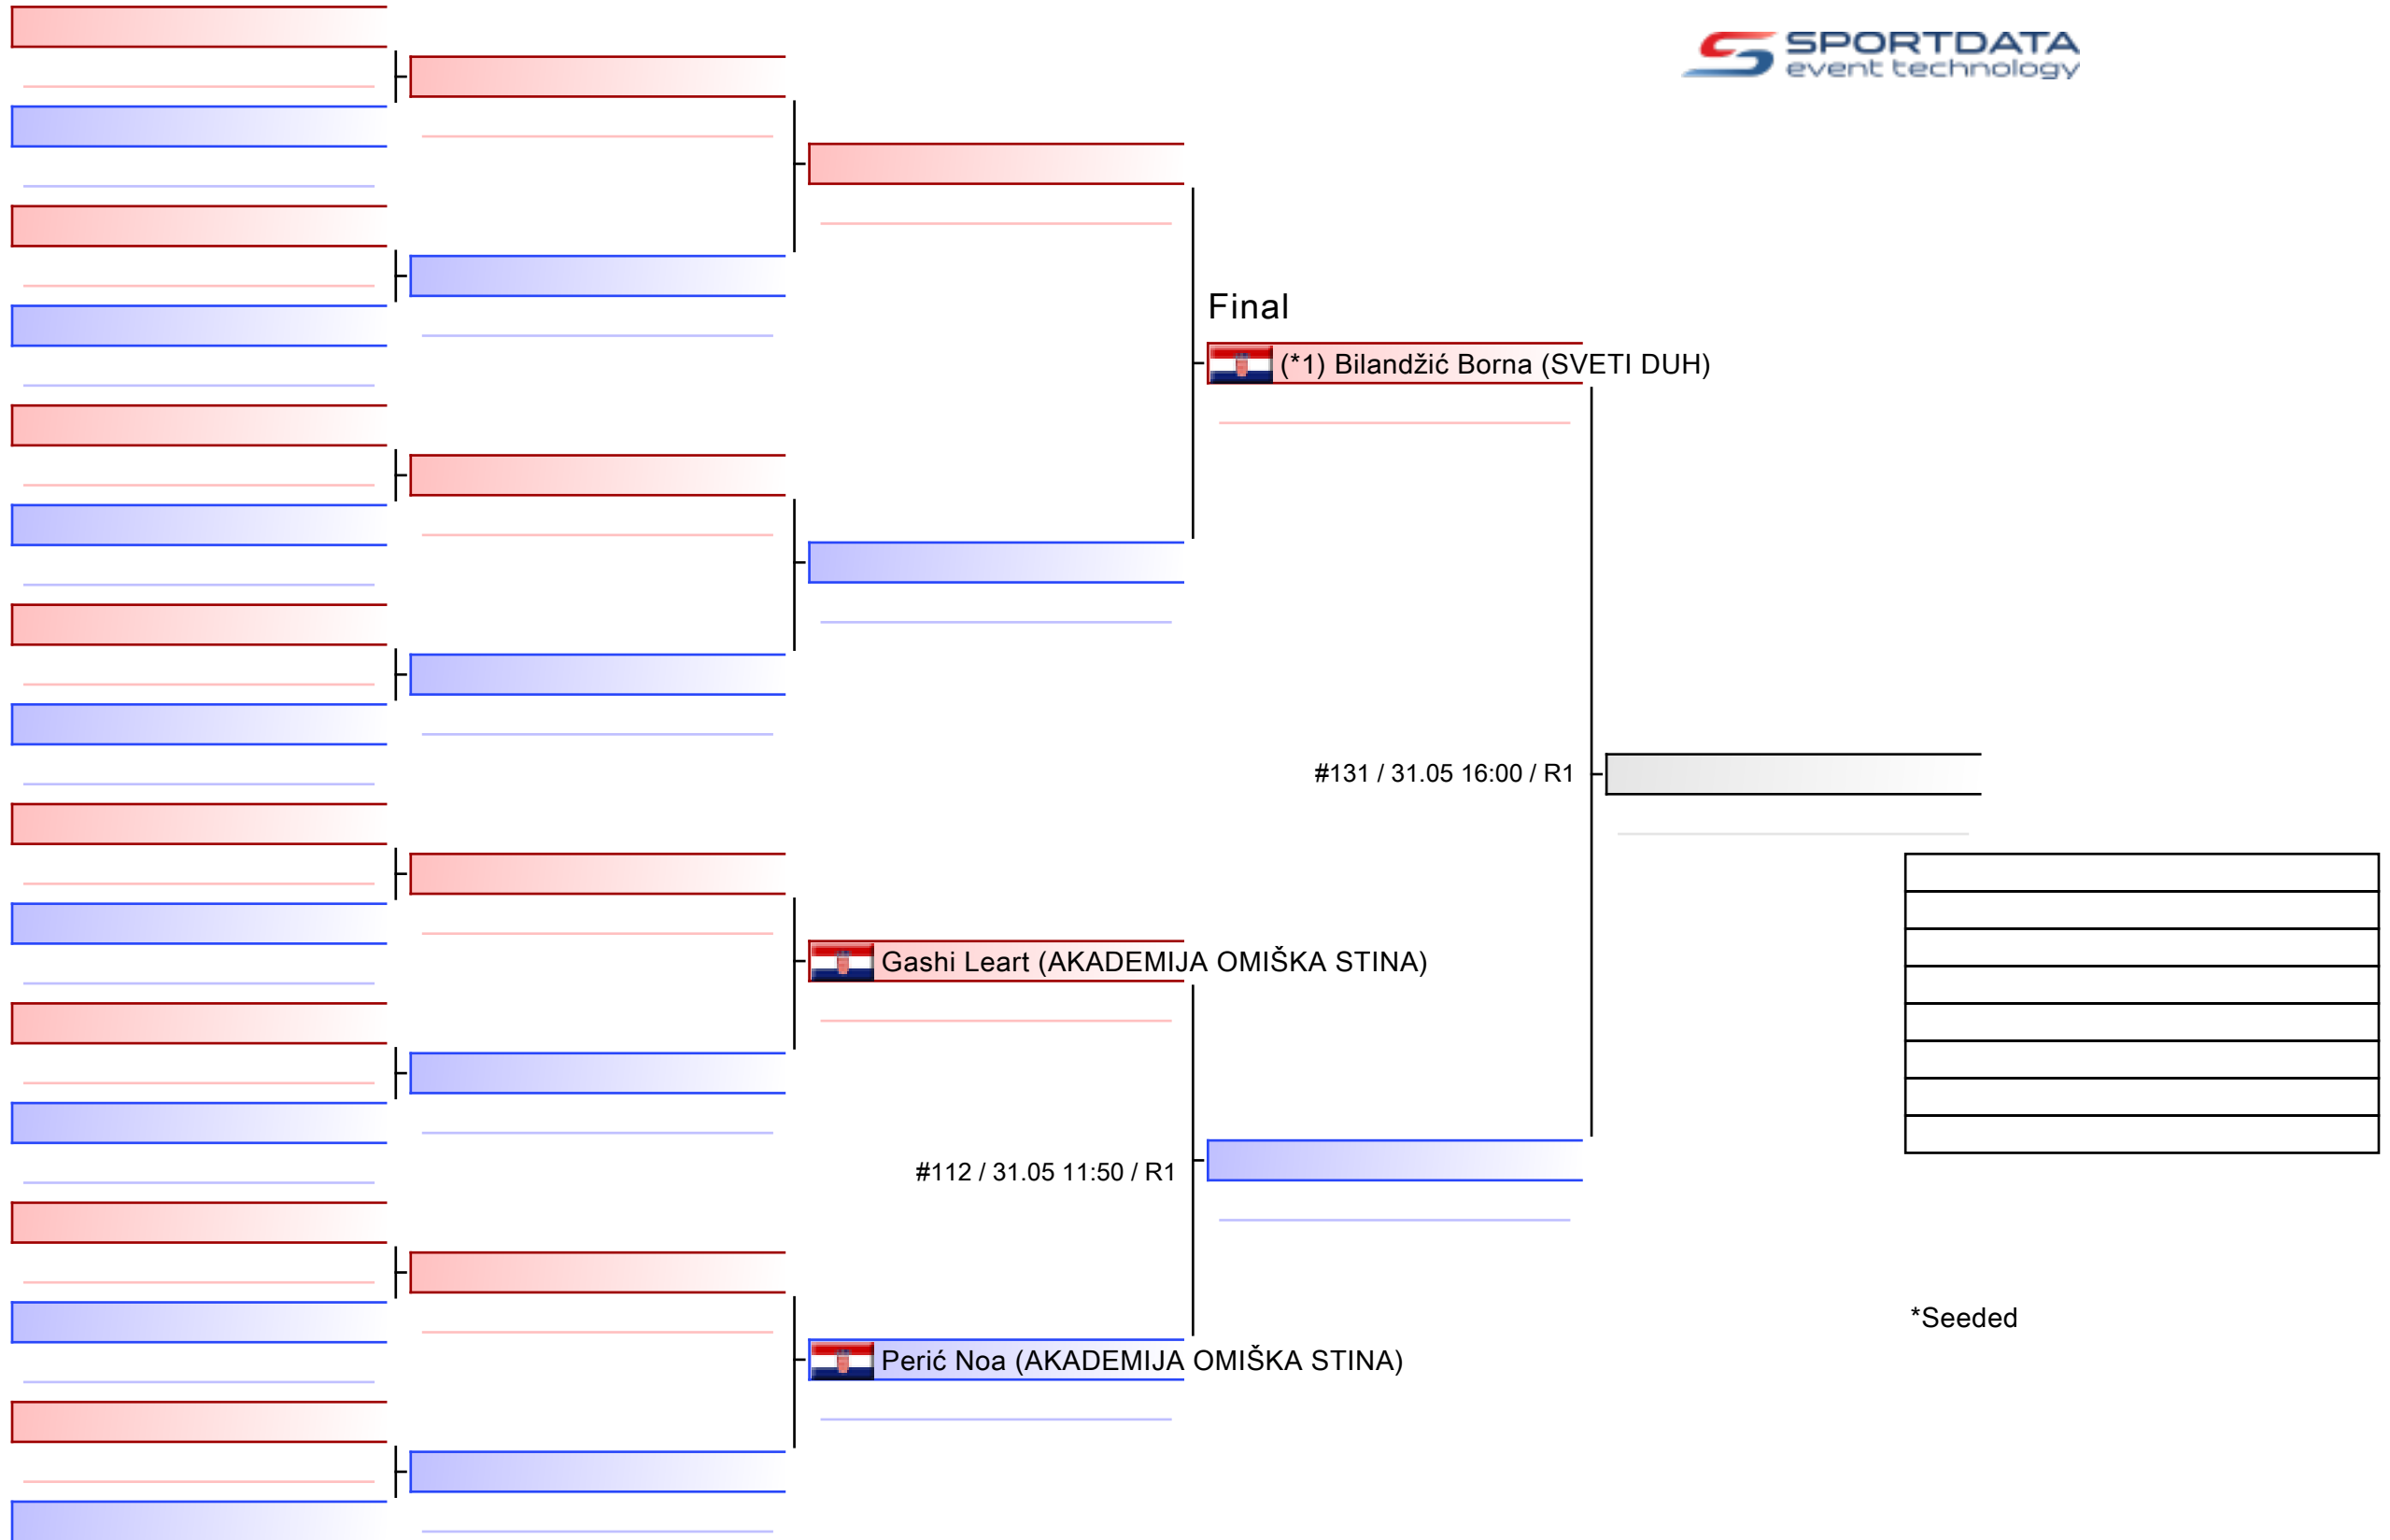 SPORTDATA
event technology
Final
(*1) Bilandžić Borna (SVETI DUH)
#131 / 31.05 16:00 / R1
Gashi Leart (AKADEMIJA OMIŠKA STINA)
#112 / 31.05 11:50 / R1
*Seeded
Perić Noa (AKADEMIJA OMIŠKA STINA)